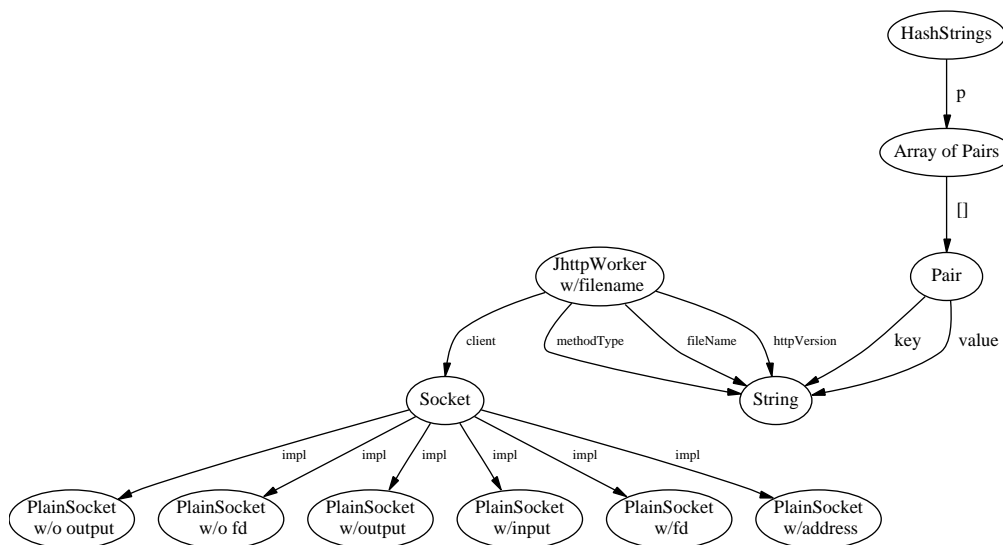 HashStrings
p
Array of Pairs
[]
JhttpWorker
w/filename
Pair
client
methodType
fileName
httpVersion
key
value
Socket
String
impl
impl
impl
impl
impl
impl
PlainSocket
w/o output
PlainSocket
w/o fd
PlainSocket
w/output
PlainSocket
w/input
PlainSocket
w/fd
PlainSocket
w/address